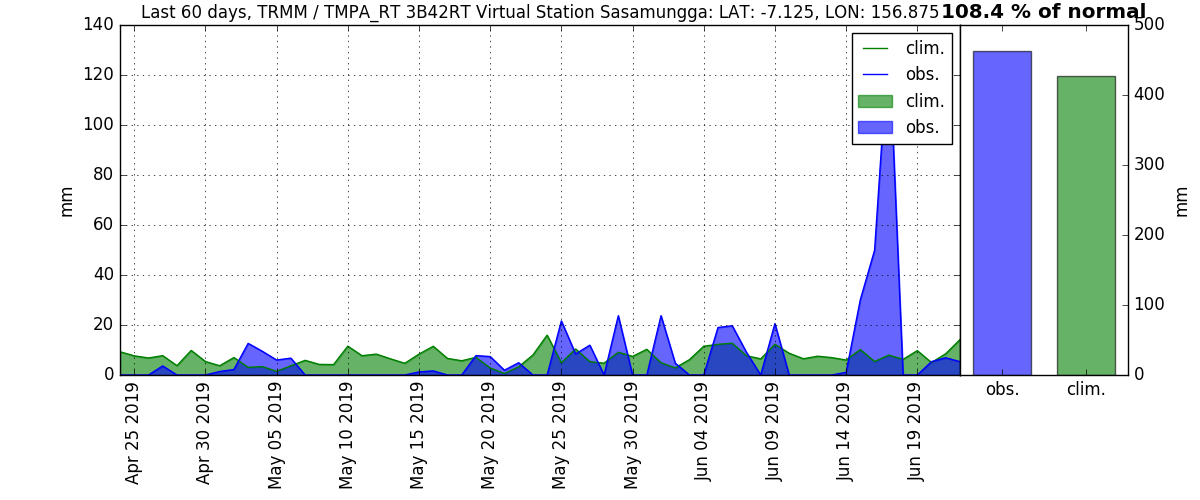 Last 60 days, TRMM / TMPA_RT 3B42RT Virtual Station Sasamungga: LAT: -7.125, LON: 156.875
108.4 % of normal
140
120
100
80
60
40
20
0
mm
clim.
obs.
clim.
obs.
Apr 25 2019
Apr 30 2019
May 05 2019
May 10 2019
May 15 2019
May 20 2019
May 25 2019
May 30 2019
Jun 04 2019
Jun 09 2019
Jun 14 2019
Jun 19 2019
500
400
300
200
100
0
mm
obs.
clim.